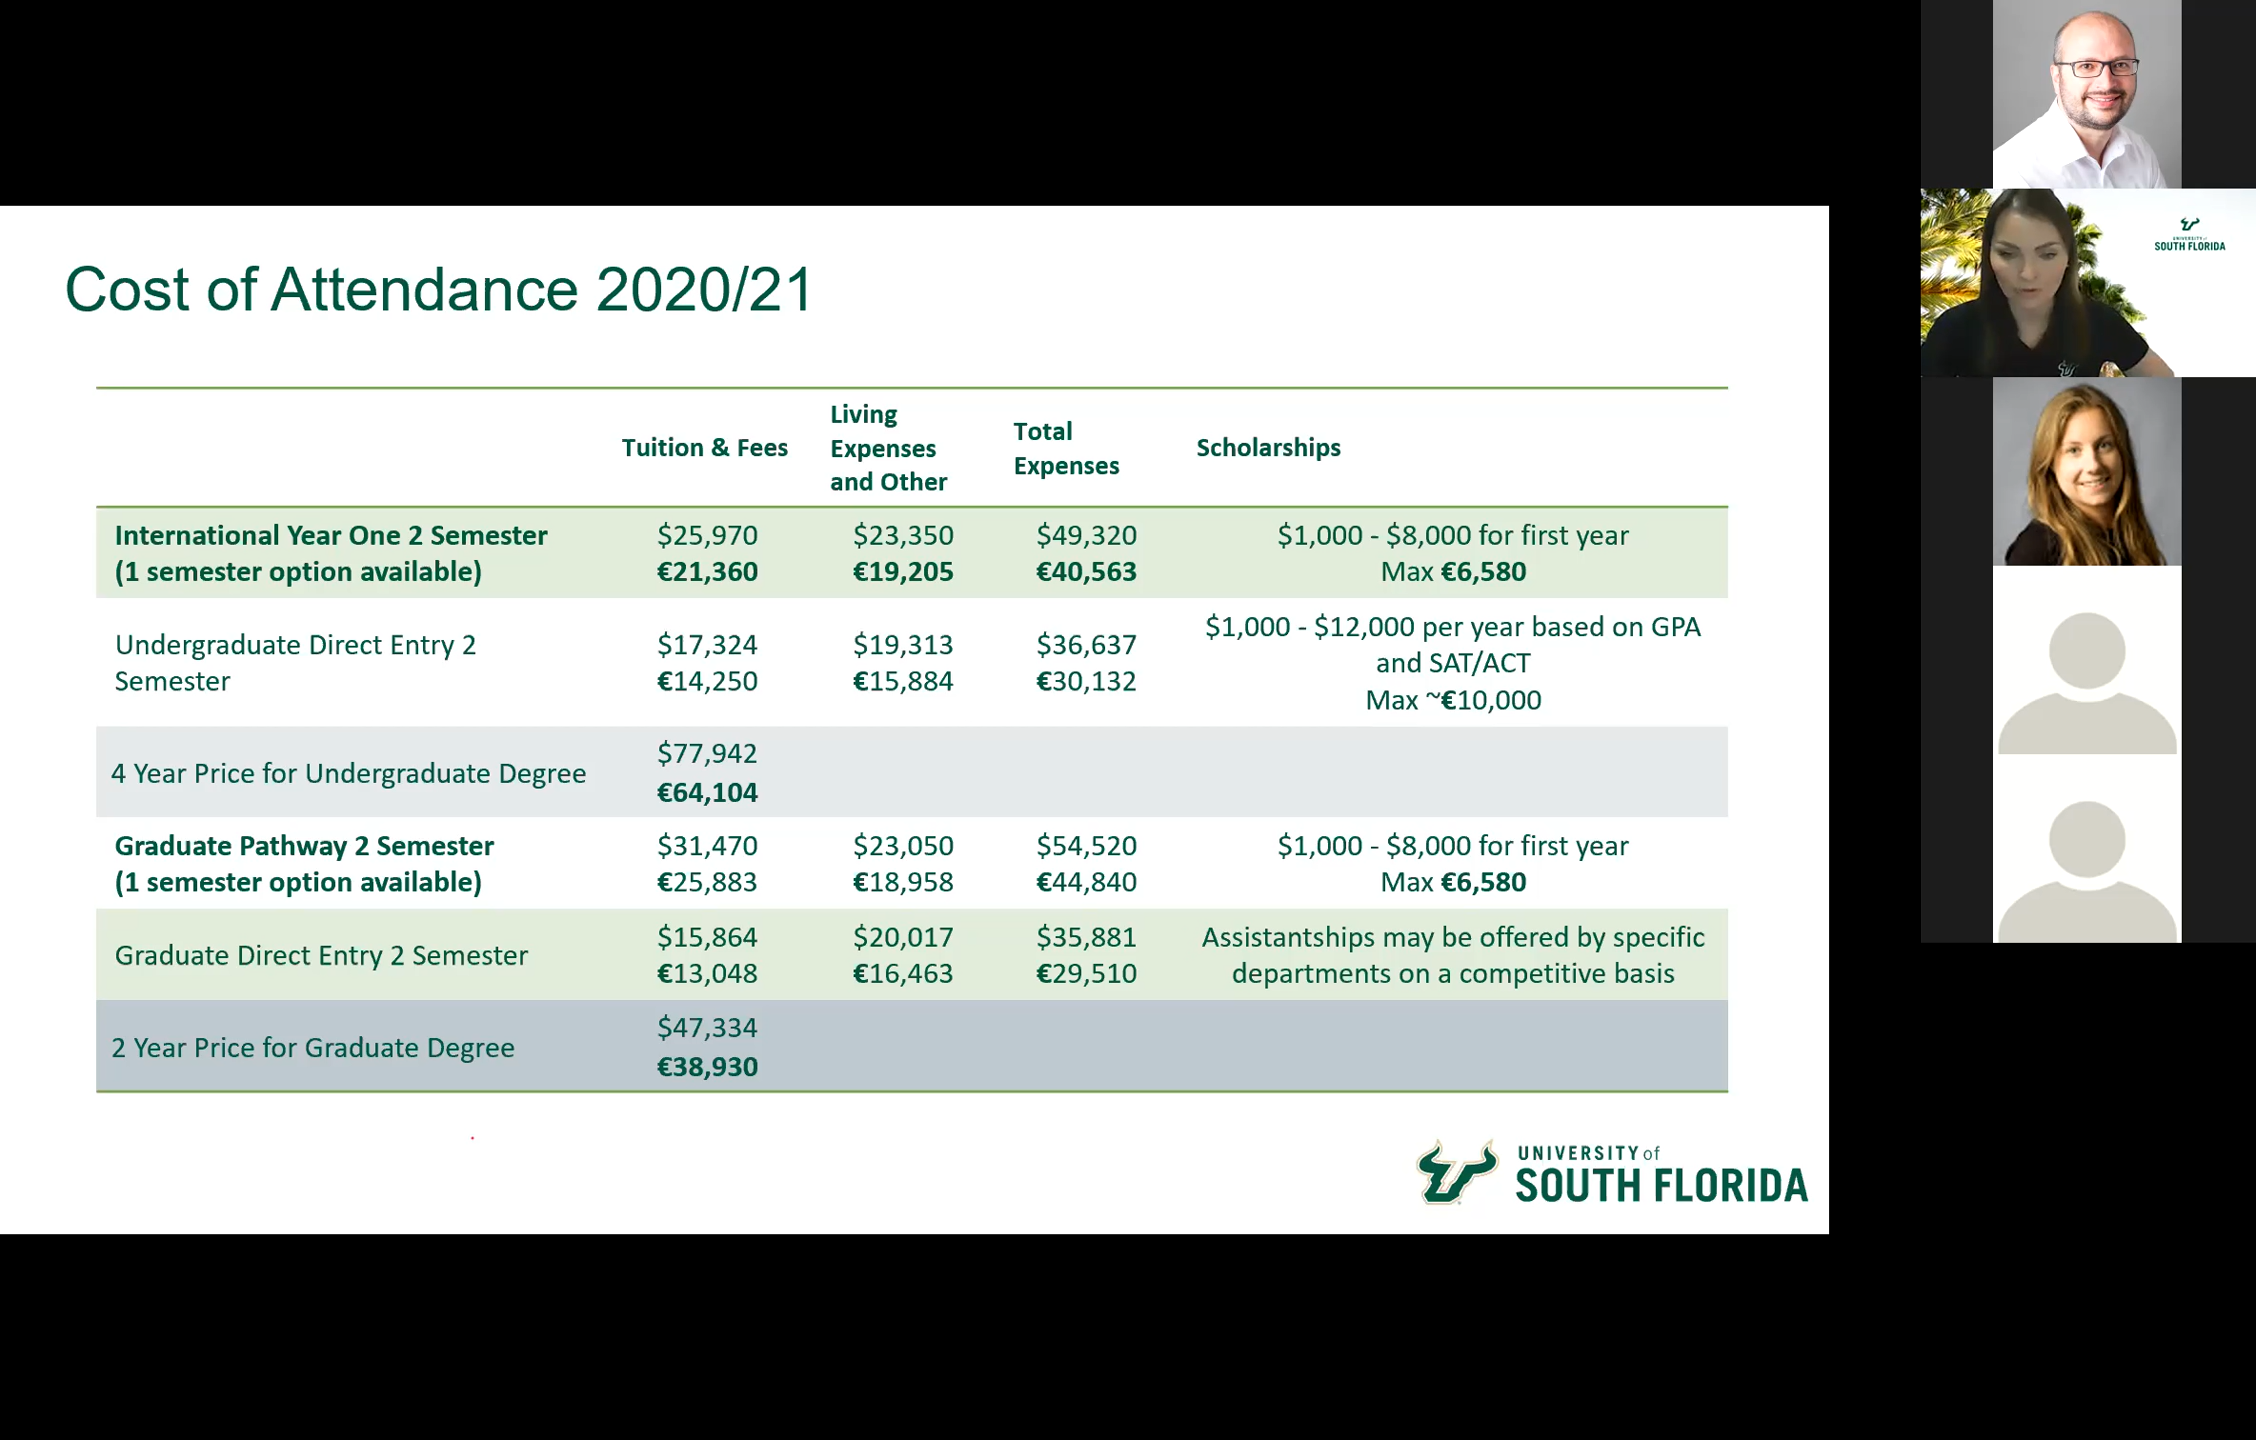 Cost of Attendance 2020/21
Tuition & Fees
Living
Expenses
and Other
Total
Expenses
Scholarships
International Year One 2 Semester
(1 semester option available)
$25,970
€21,360
$23,350
€19,205
$49,320
€40,563
$1,000 - $8,000 for first year
Max €6,580
Undergraduate Direct Entry 2
Semester
$17,324
€14,250
$19,313
€15,884
$36,637
€30,132
$1,000 - $12,000 per year based on GPA
and SAT/ACT
Max ~€10,000
4 Year Price for Undergraduate Degree
$77,942
€64,104
Graduate Pathway 2 Semester
(1 semester option available)
$31,470
€25,883
$23,050
€18,958
$54,520
€44,840
$1,000 - $8,000 for first year
Max €6,580
Graduate Direct Entry 2 Semester
$15,864
€13,048
$20,017
€16,463
$35,881
€29,510
Assistantships may be offered by specific
departments on a competitive basis
2 Year Price for Graduate Degree
$47,334
€38,930
UNIVERSITY of
SOUTH FLORIDA
UNIVERSITY of
SOUTH FLORIDA